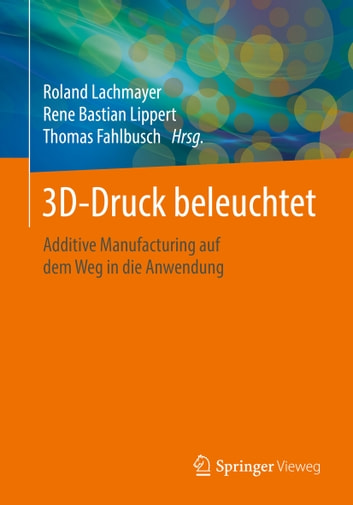 Roland Lachmayer
Rene Bastian Lippert
Thomas Fahlbusch Hrsg.
3D-Druck beleuchtet
Additive Manufacturing auf
dem Weg in die Anwendung
Springer Vieweg